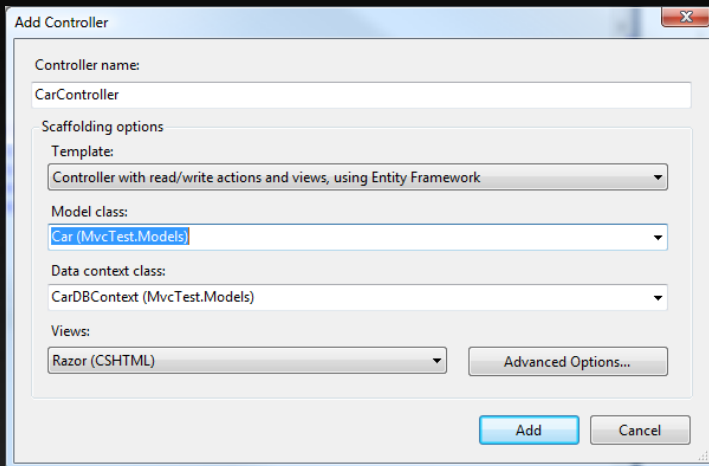 Add Controller
Controller name:
CarController
Scaffolding options
Template:
Controller with read/write actions and views, using Entity Framework
Model class:
Car (MvcTest.Models)
Data context class:
CarDBContext (MvcTest.Models)
Views:
Razor (CSHTML)
Advanced Options...
Add
Cancel